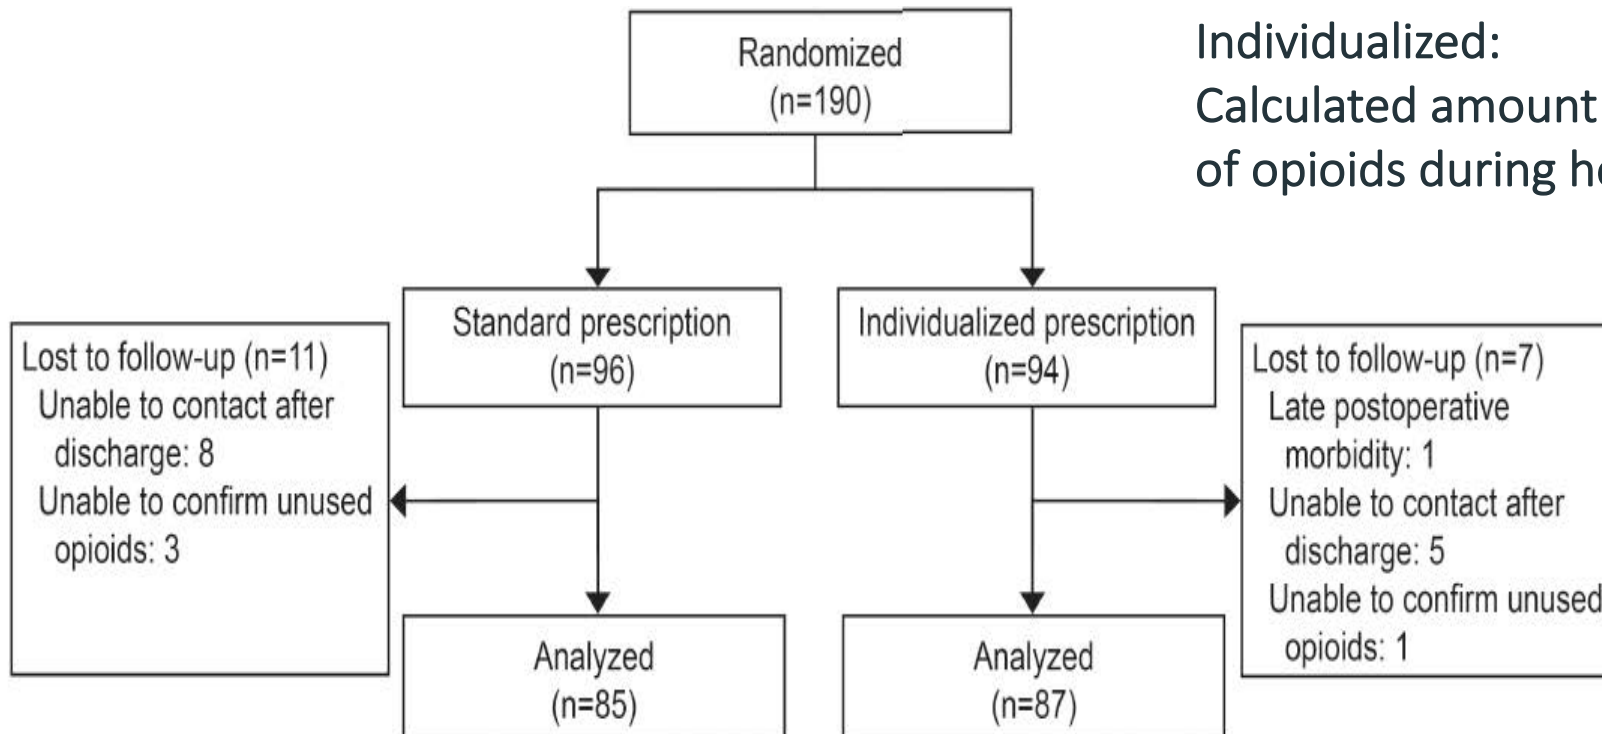 Randomized
(n=190)
Individualized:
Calculated amount
of opioids during
Standard prescription
(n=96)
Individualized prescription
(n=94)
Lost to follow-up (n=11)
Unable to contact after
discharge: 8
Unable to confirm unused
opioids: 3
Lost to follow-up (n=7)
Late postoperative
morbidity: 1
Unable to contact after
discharge: 5
Unable to confirm unused
opioids: 1
Analyzed
(n=85)
Analyzed
(n=87)